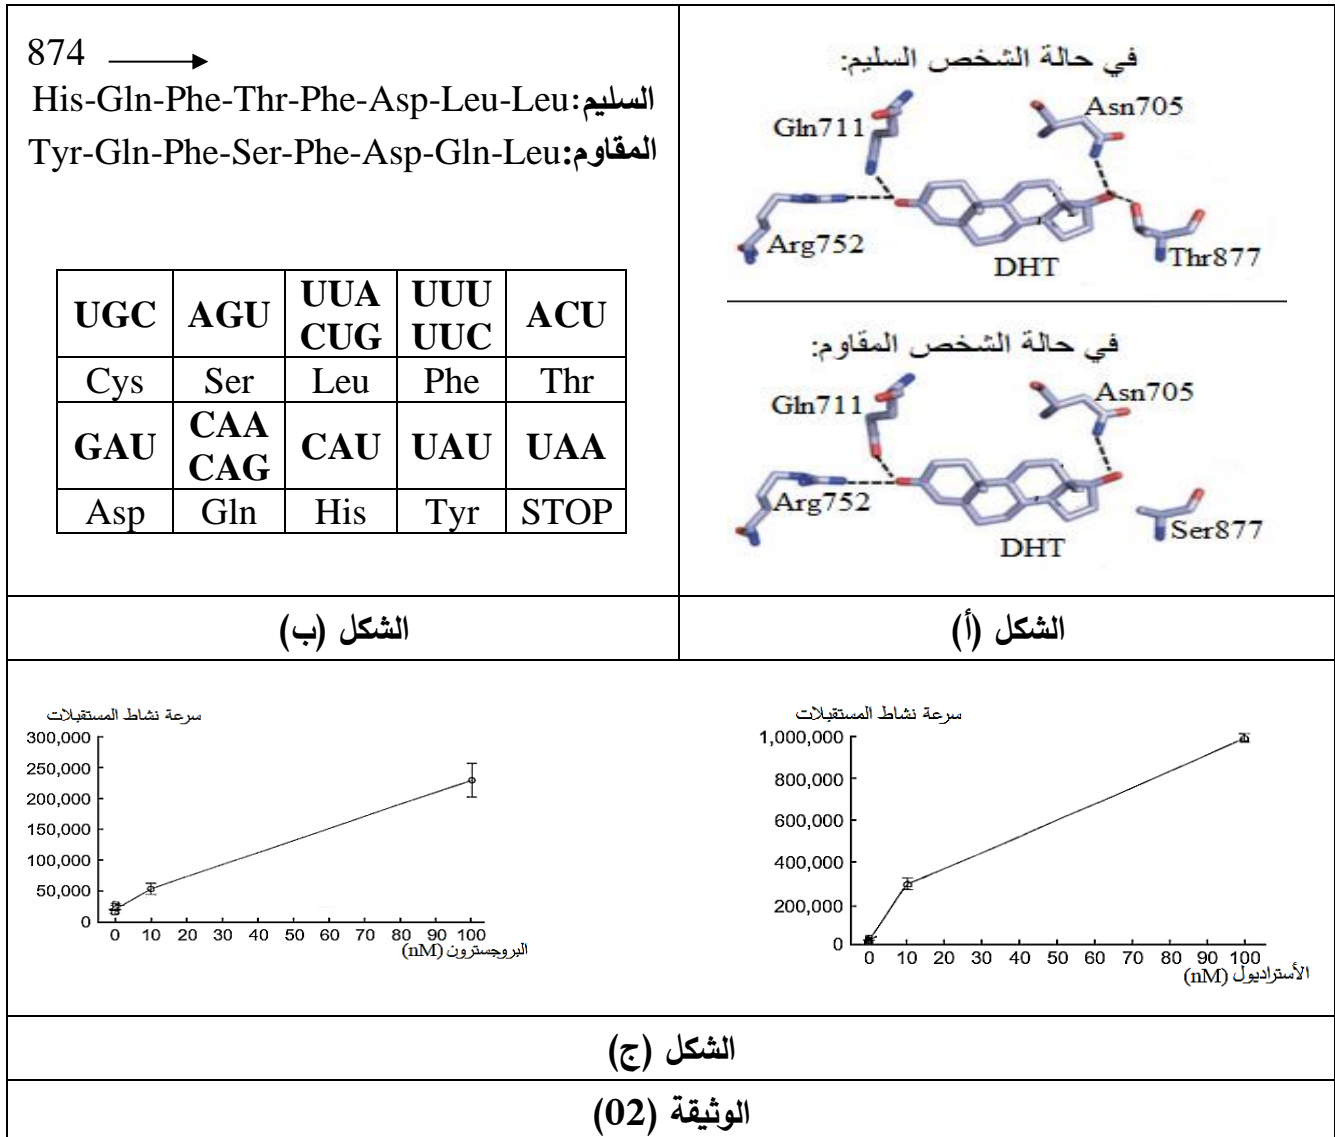 في حالة الشخص السليم:
Gln711
Asn705
Arg752
DHT
Thr877
في حالة الشخص المقاوم:
Gln711
Asn705
Arg752
DHT
Ser877
الشكل (أ)
874
السليم:His-Gln-Phe-Thr-Phe-Asp-Leu-Leu
المقاوم:Tyr-Gln-Phe-Ser-Phe-Asp-Gln-Leu
UGC AGU UUA CUG UUU UUC ACU
Cys Ser Leu Phe Thr
GAU CAA CAG CAU UAU UAA
Asp Gln His Tyr STOP
الشكل (ب)
سرعة نشاط المستقبلات
1,000,000
800,000
600,000
400,000
200,000
0
0 10 20 30 40 50 60 70 80 90 100
الأستراديول (nM)
سرعة نشاط المستقبلات
300,000
250,000
200,000
150,000
100,000
50,000
0
0 10 20 30 40 50 60 70 80 90 100
البروجسترون (nM)
الشكل (ج)
الوثيقة (02)